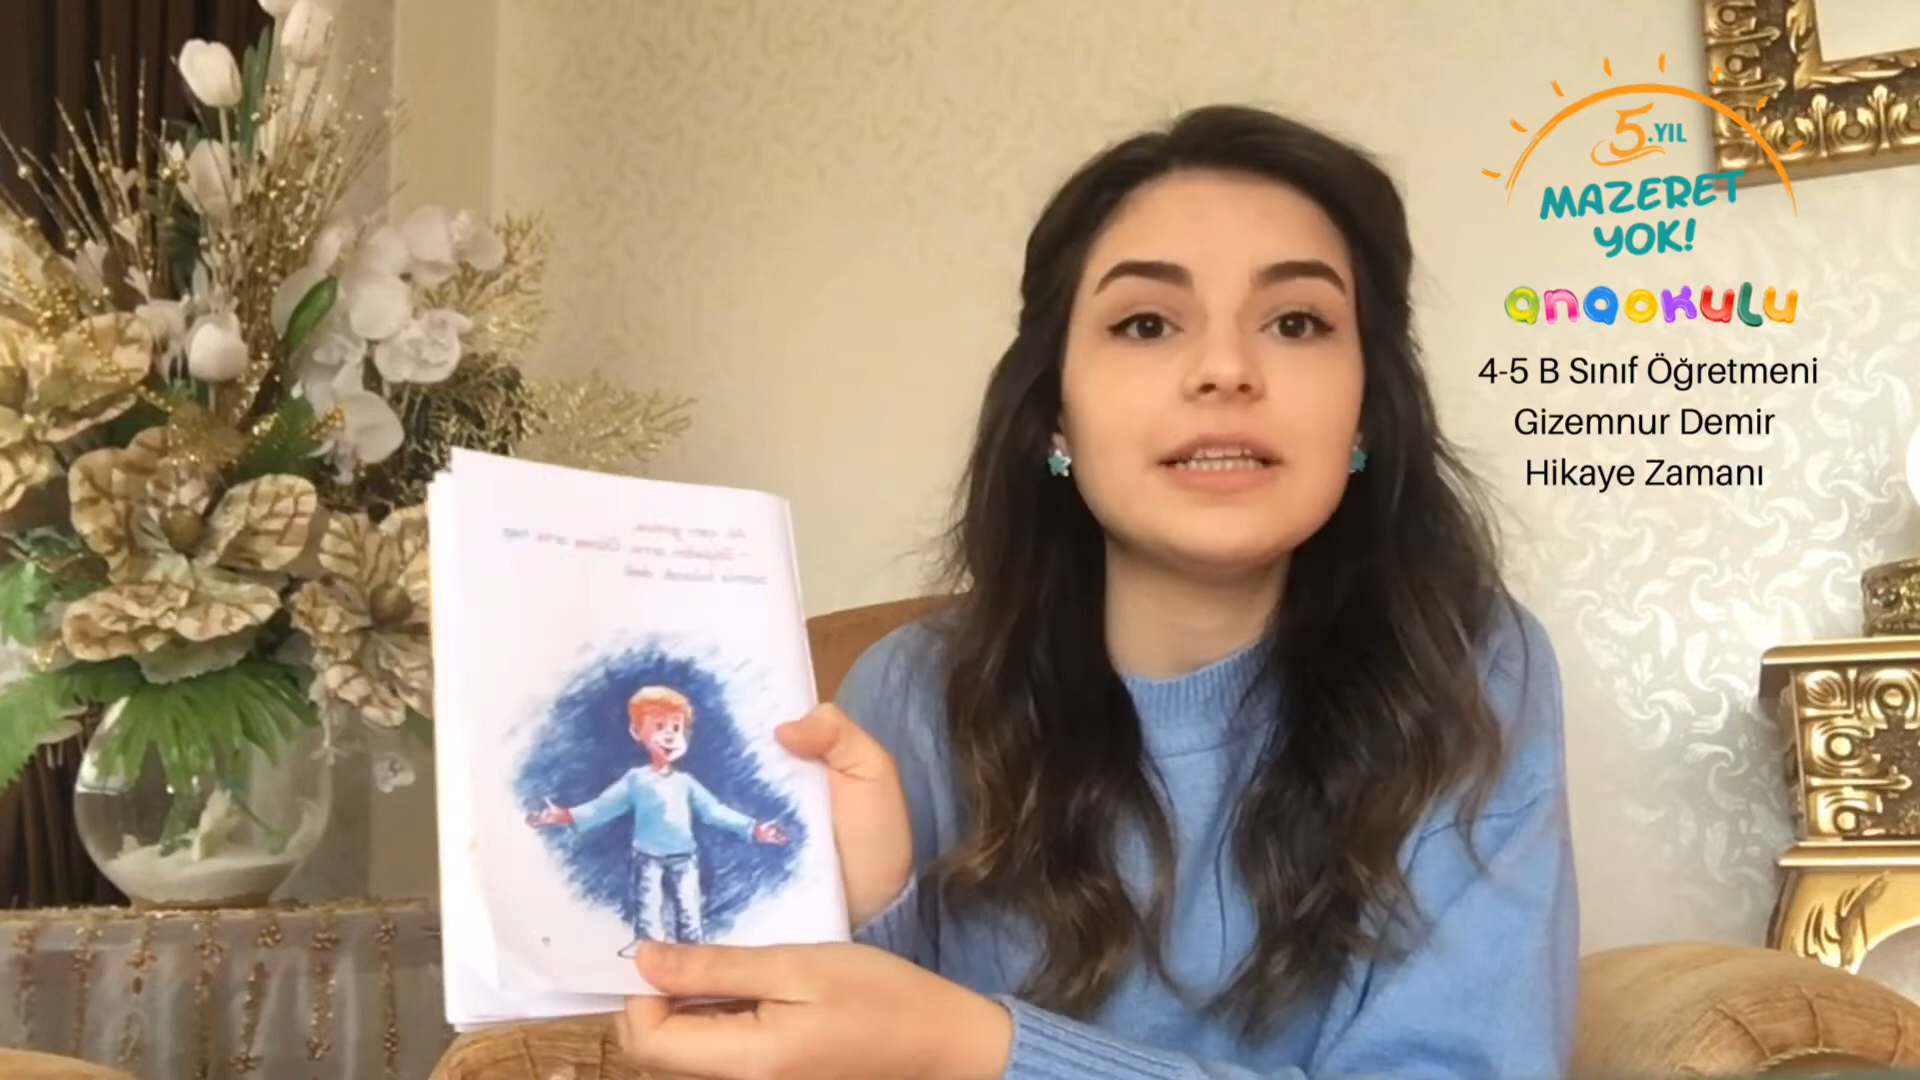 5.YIL
MAZERET
YOK!
anaokulu
4-5 B Sınıf Öğretmeni
Gizemnur Demir
Hikaye Zamanı